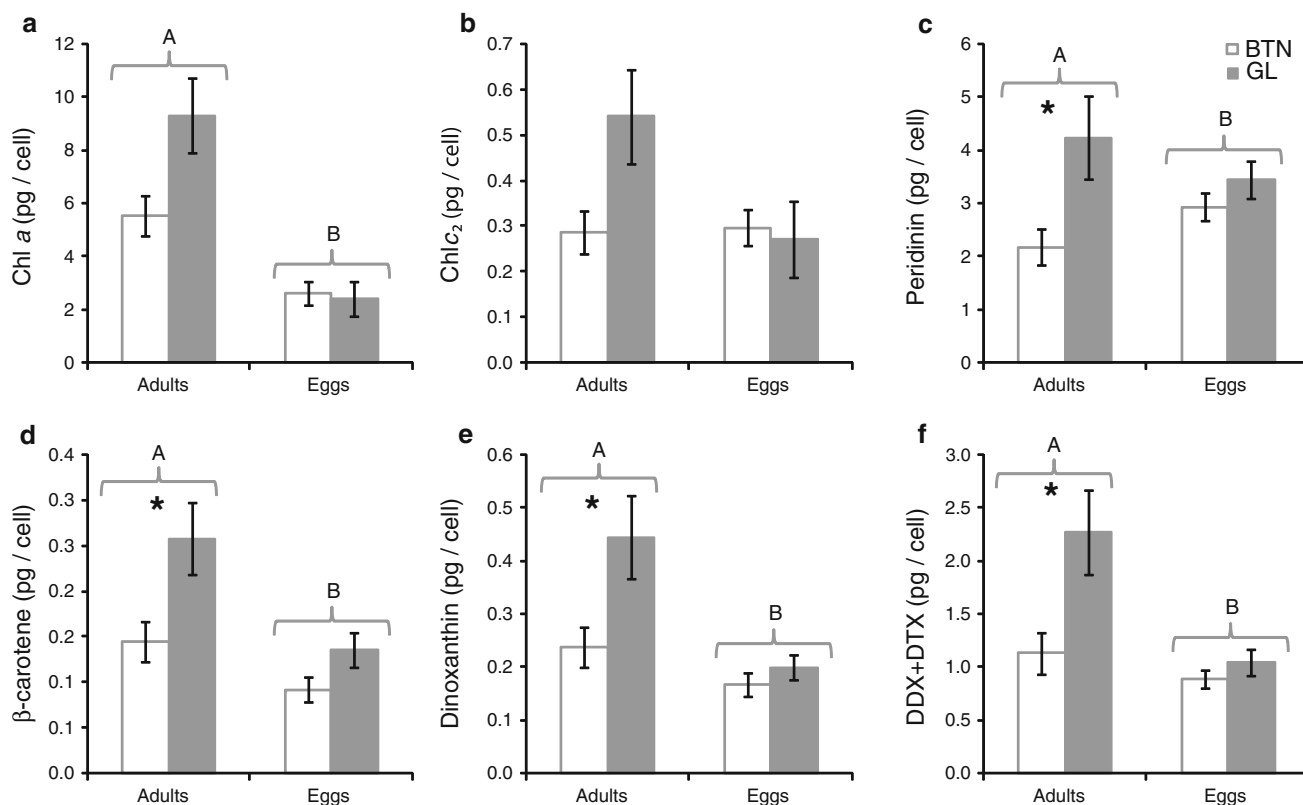 a
A
B
Chl a (pg / cell)
12
10
8
6
4
2
0
Adults
Eggs
b
Chlc₂ (pg / cell)
0.7
0.6
0.5
0.4
0.3
0.2
0.1
0.0
Adults
Eggs
c
BTN
GL
A
*
B
Peridinin (pg / cell)
6
5
4
3
2
1
0
Adults
Eggs
d
A
*
B
β-carotene (pg / cell)
0.4
0.3
0.3
0.2
0.2
0.1
0.1
0.0
Adults
Eggs
e
A
*
B
Dinoxanthin (pg / cell)
0.6
0.5
0.4
0.3
0.2
0.1
0.0
Adults
Eggs
f
A
*
B
DDX+DTX (pg / cell)
3.0
2.5
2.0
1.5
1.0
0.5
0.0
Adults
Eggs